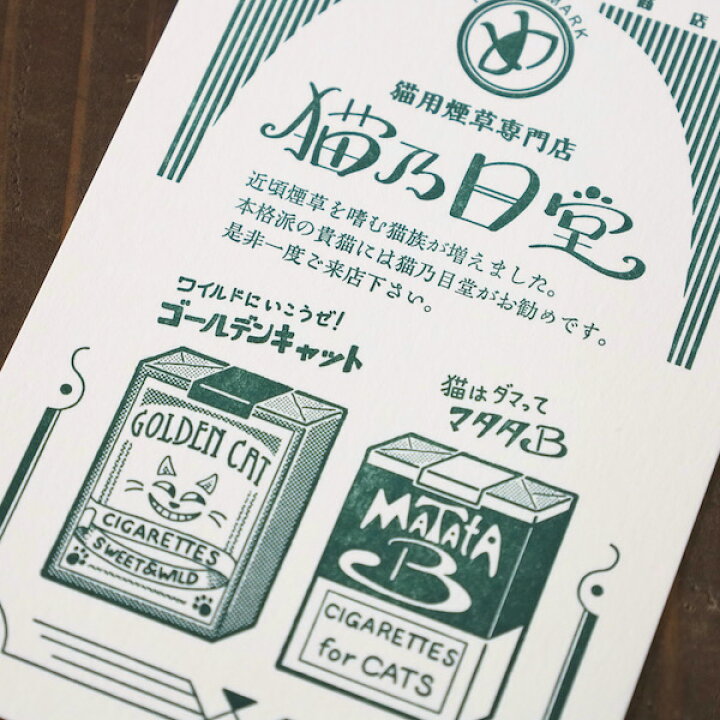 MARK
商店
め
猫用煙草専門店
猫乃目堂
近頃煙草を嗜む猫族が増えました。
本格派の貴猫には猫乃目堂がお勧めです。
是非一度ご来店下さい。
ワイルドにいこうぜ!
ゴールデンキャット
GOLDEN CAT
CIGARETTES
SWEET&WILD
猫はダマって
マタタB
MATATA
B
CIGARETTES
for CATS